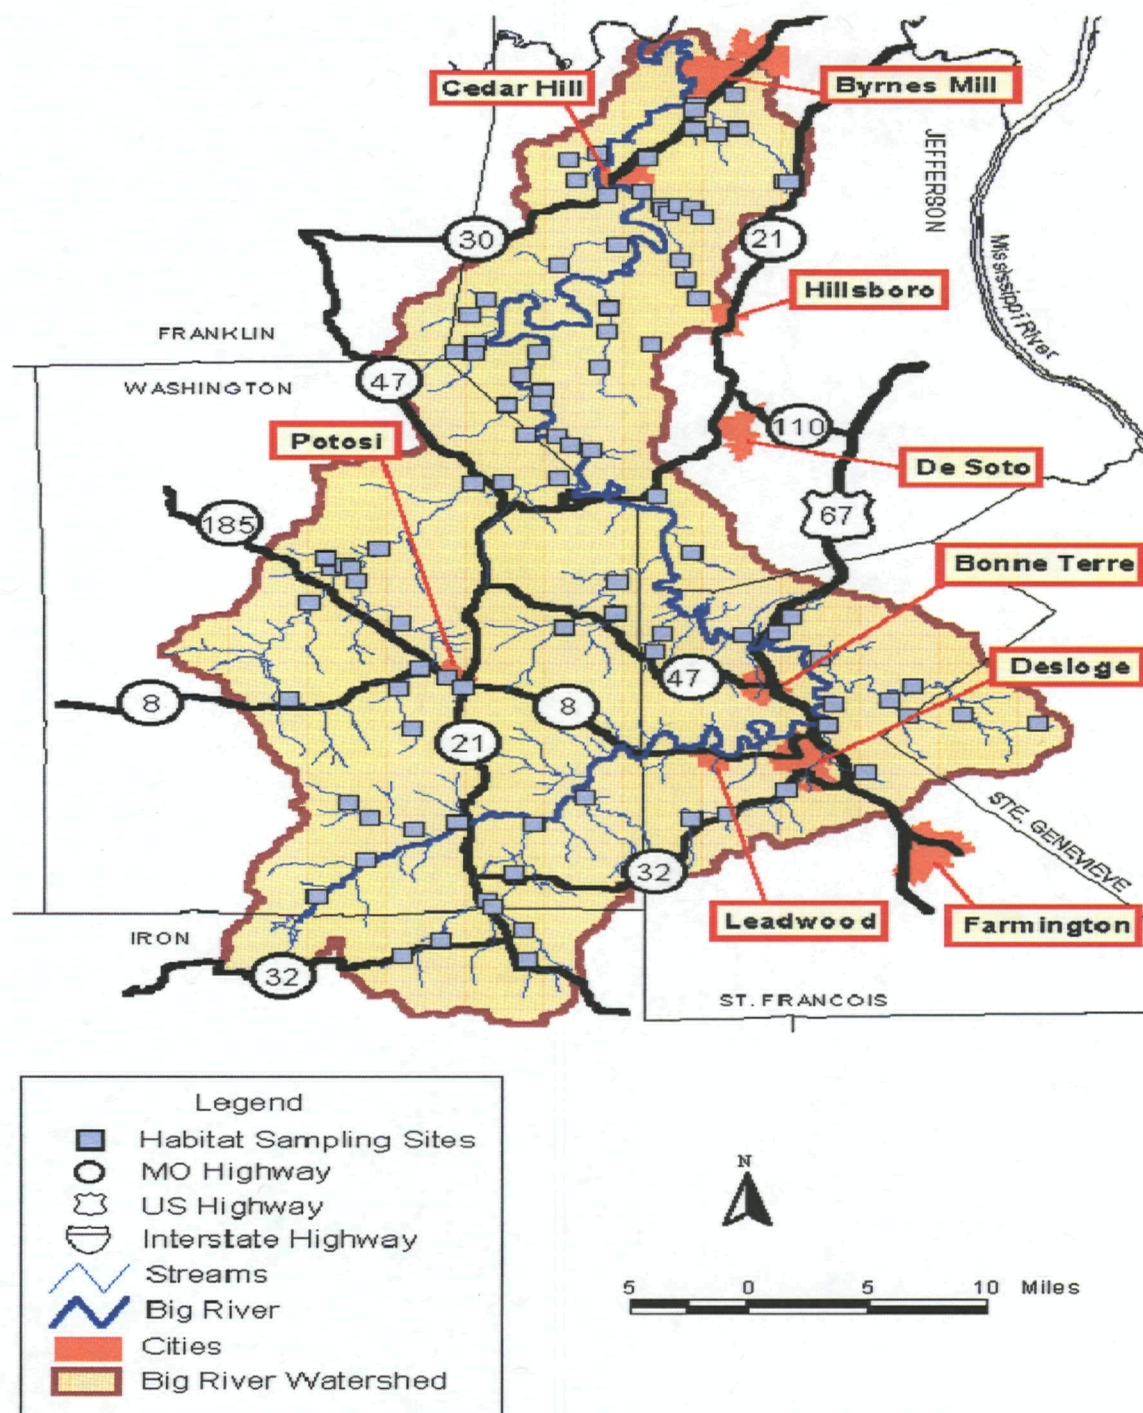 Cedar Hill
Byrnes Mill
JEFFERSON
30
21
Mississippi River
Hillsboro
FRANKLIN
WASHINGTON
47
110
Potosi
De Soto
185
67
Bonne Terre
Desloge
47
8
8
21
STE. GENEVIEVE
32
Leadwood
Farmington
IRON
32
ST. FRANCOIS
Legend
Habitat Sampling Sites
MO Highway
US Highway
Interstate Highway
Streams
Big River
Cities
Big River Watershed
N
5 0 5 10 Miles